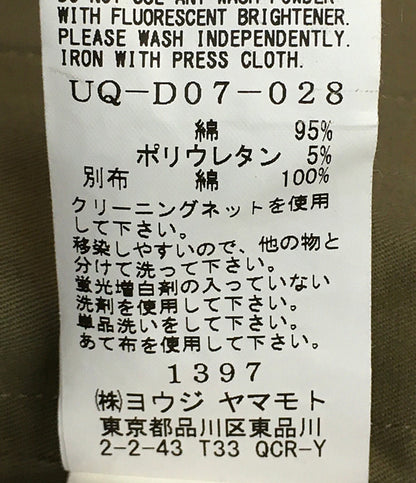 DO NOT USE ANY WASH POWDER
WITH FLUORESCENT BRIGHTENER.
PLEASE WASH INDEPENDENTLY.
IRON WITH PRESS CLOTH.
UQ-D07-028
綿 95%
ポリウレタン 5%
別布 綿 100%
クリーニングネットを使用
して下さい。
移染しやすいので、他の物と
分けて洗って下さい。
蛍光増白剤の入っていない
洗剤を使用して下さい。
単品洗いをして下さい。
あて布を使用して下さい。
1397
㈱ヨウジ ヤマモト
東京都品川区東品川
2-2-43 T33 QCR-Y